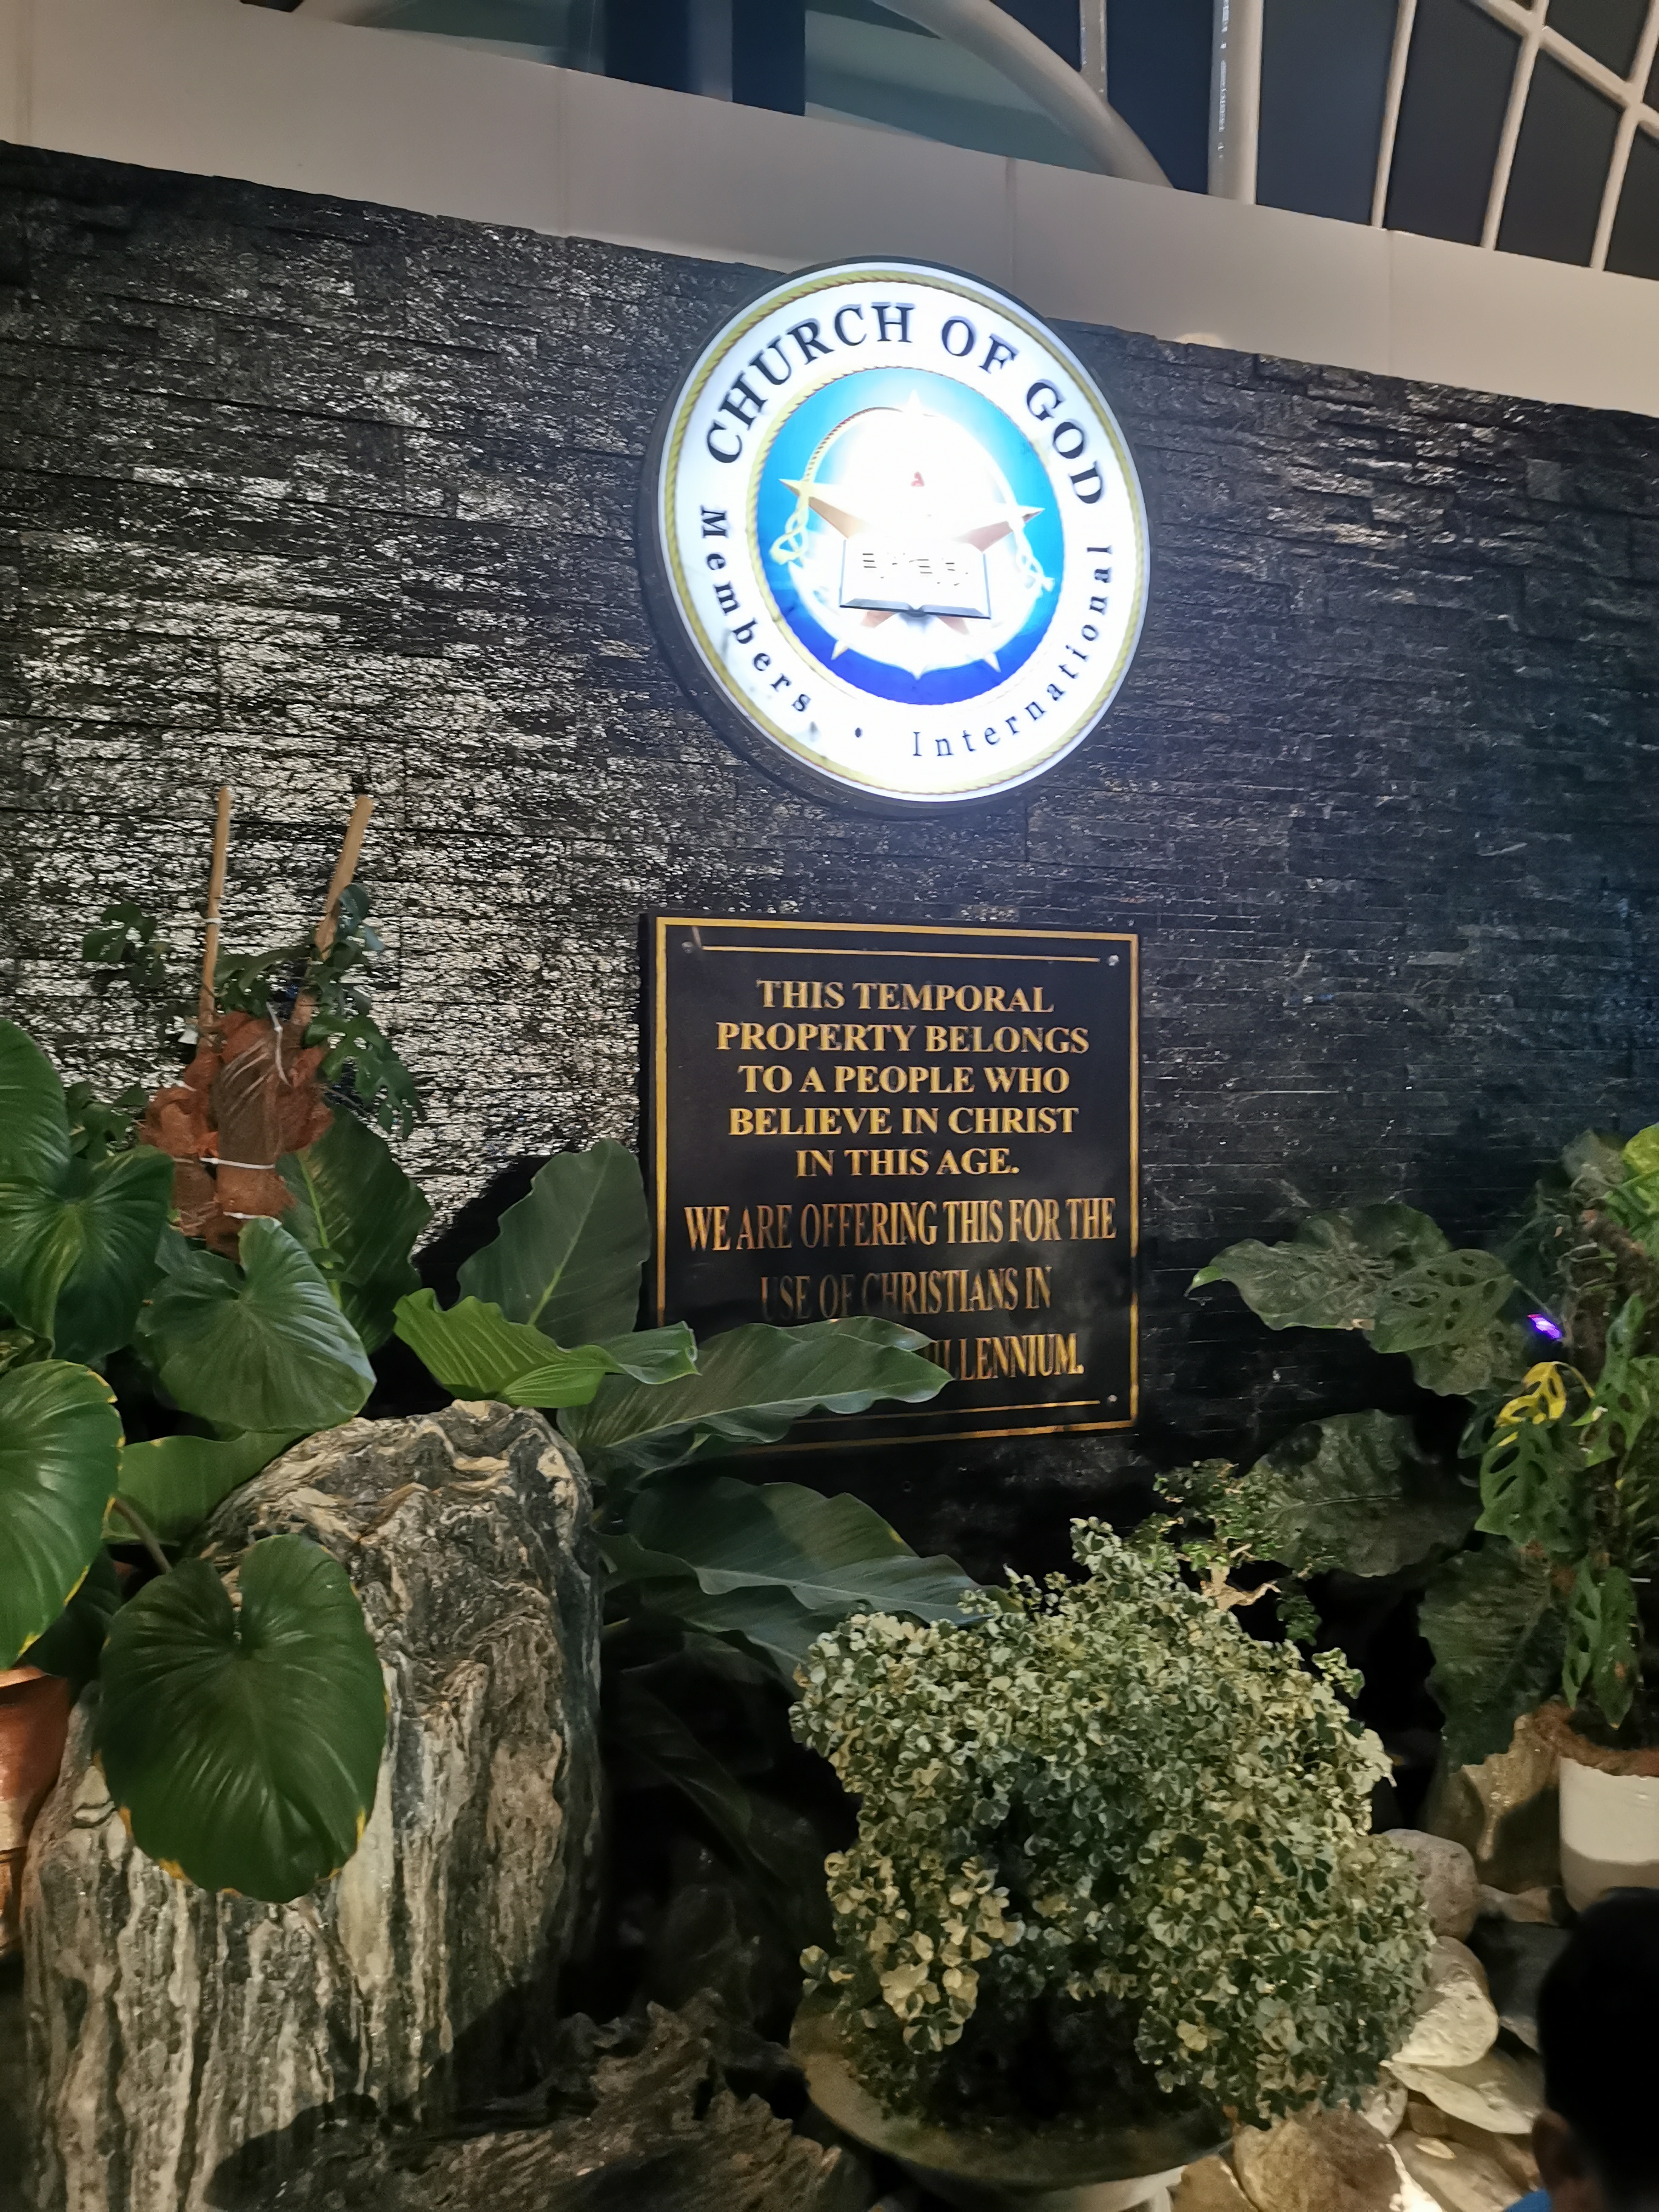 CHURCH OF GOD
Members • International
THIS TEMPORAL
PROPERTY BELONGS
TO A PEOPLE WHO
BELIEVE IN CHRIST
IN THIS AGE.
WE ARE OFFERING THIS FOR THE
USE OF CHRISTIANS IN
MILLENNIUM.